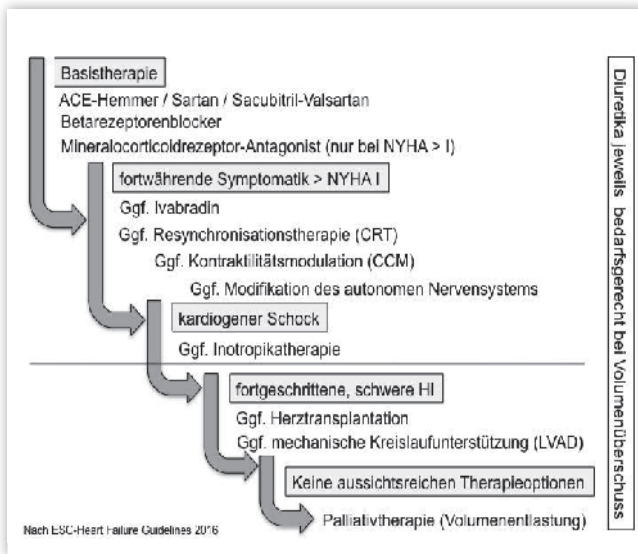 Basistherapie
ACE-Hemmer / Sartan / Sacubitril-Valsartan
Betarezeptorenblocker
Mineralocorticoidrezeptor-Antagonist (nur bei NYHA > I)
fortwährende Symptomatik > NYHA I
Ggf. Ivabradin
Ggf. Resynchronisationstherapie (CRT)
Ggf. Kontraktilitätsmodulation (CCM)
Ggf. Modifikation des autonomen Nervensystems
kardiogener Schock
Ggf. Inotropikatherapie
fortgeschrittene, schwere HI
Ggf. Herztransplantation
Ggf. mechanische Kreislaufunterstützung (LVAD)
Keine aussichtsreichen Therapieoptionen
Palliativtherapie (Volumenentlastung)
Nach ESC-Heart Failure Guidelines 2016
Diuretika jeweils bedarfsgerecht bei Volumenüberschuss